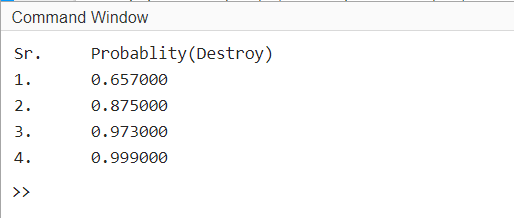 Command Window
Sr. Probablity(Destroy)
1. 0.657000
2. 0.875000
3. 0.973000
4. 0.999000
>>